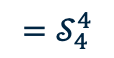 = 𝒮₄⁴